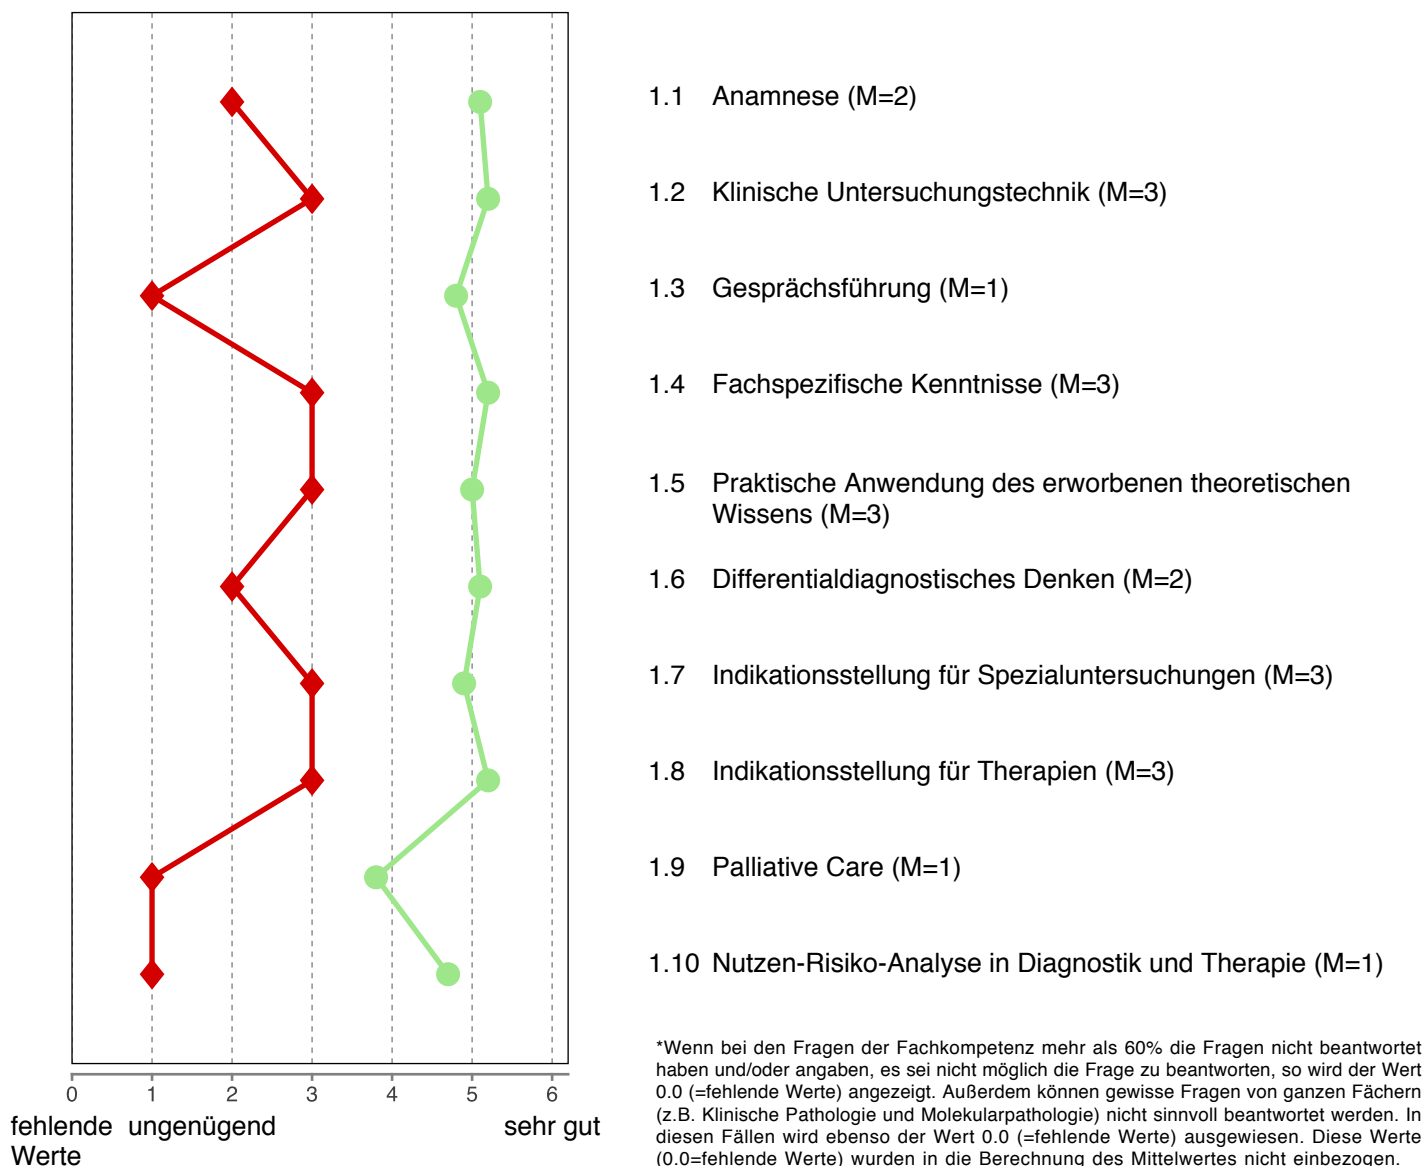 1.1 Anamnese (M=2)
1.2 Klinische Untersuchungstechnik (M=3)
1.3 Gesprächsführung (M=1)
1.4 Fachspezifische Kenntnisse (M=3)
1.5 Praktische Anwendung des erworbenen theoretischen
Wissens (M=3)
1.6 Differentialdiagnostisches Denken (M=2)
1.7 Indikationsstellung für Spezialuntersuchungen (M=3)
1.8 Indikationsstellung für Therapien (M=3)
1.9 Palliative Care (M=1)
1.10 Nutzen-Risiko-Analyse in Diagnostik und Therapie (M=1)
0 1 2 3 4 5 6
fehlende ungenügend sehr gut
Werte
*Wenn bei den Fragen der Fachkompetenz mehr als 60% die Fragen nicht beantwortet
haben und/oder angaben, es sei nicht möglich die Frage zu beantworten, so wird der Wert
0.0 (=fehlende Werte) angezeigt. Außerdem können gewisse Fragen von ganzen Fächern
(z.B. Klinische Pathologie und Molekularpathologie) nicht sinnvoll beantwortet werden. In
diesen Fällen wird ebenso der Wert 0.0 (=fehlende Werte) ausgewiesen. Diese Werte
(0.0=fehlende Werte) wurden in die Berechnung des Mittelwertes nicht einbezogen.